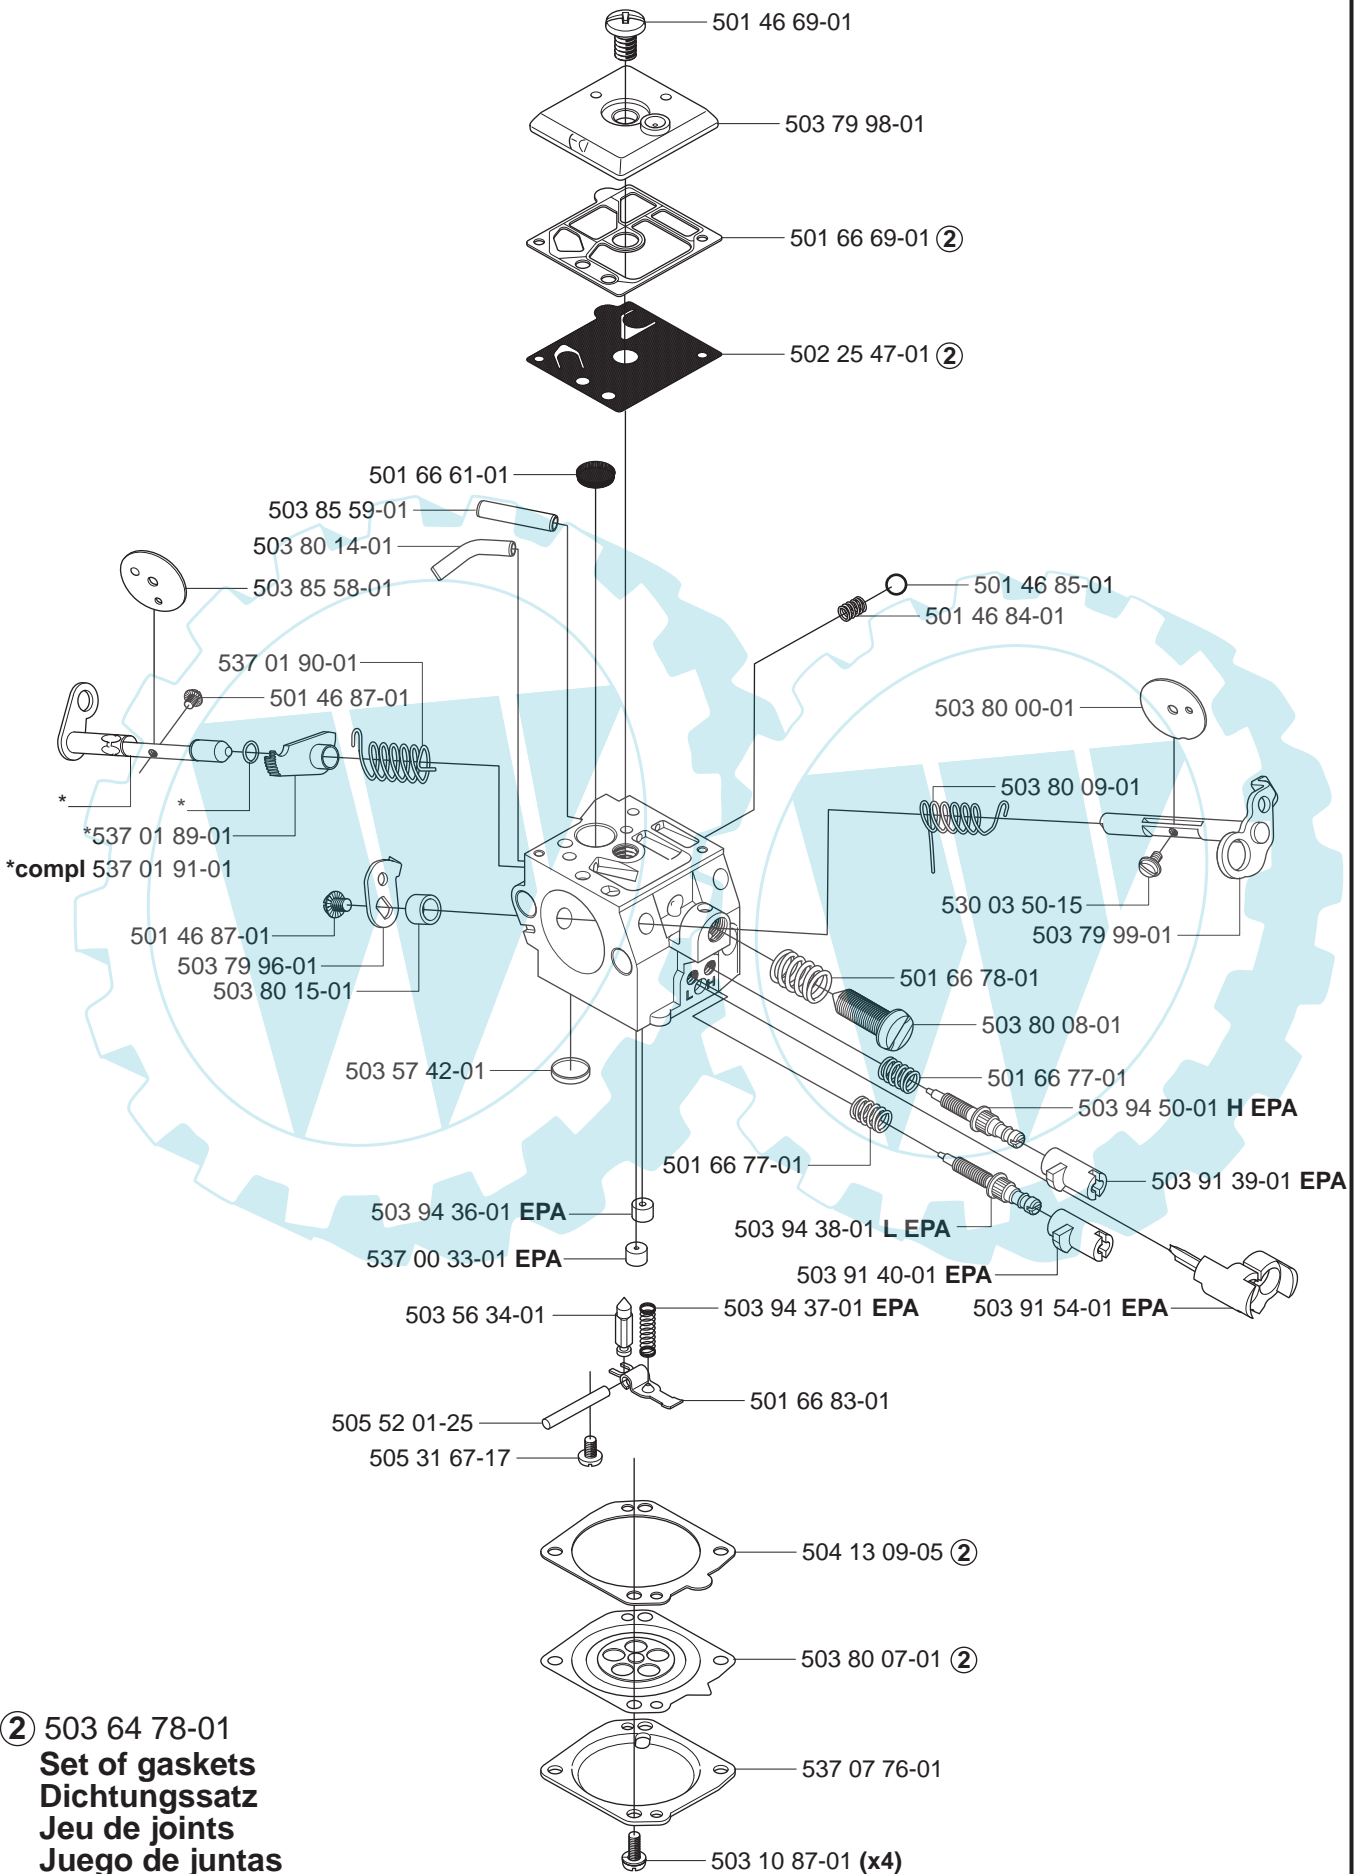 501 46 69-01
503 79 98-01
501 66 69-01 ②
502 25 47-01 ②
501 66 61-01
503 85 59-01
503 80 14-01
503 85 58-01
501 46 85-01
501 46 84-01
537 01 90-01
501 46 87-01
503 80 00-01
503 80 09-01
*
*
*537 01 89-01
*compl 537 01 91-01
530 03 50-15
503 79 99-01
501 46 87-01
503 79 96-01
503 80 15-01
501 66 78-01
503 80 08-01
L H
503 57 42-01
501 66 77-01
503 94 50-01 H EPA
501 66 77-01
503 91 39-01 EPA
503 94 36-01 EPA
503 94 38-01 L EPA
537 00 33-01 EPA
503 91 40-01 EPA
503 56 34-01
503 94 37-01 EPA
503 91 54-01 EPA
501 66 83-01
505 52 01-25
505 31 67-17
504 13 09-05 ②
503 80 07-01 ②
537 07 76-01
503 10 87-01 (x4)
② 503 64 78-01
Set of gaskets
Dichtungssatz
Jeu de joints
Juego de juntas